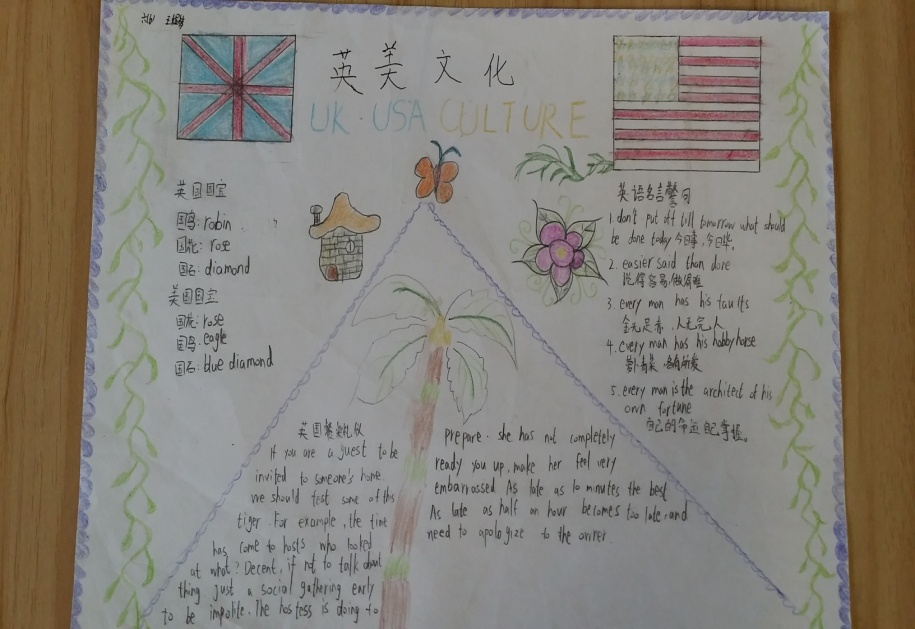 英美文化
UK·USA CULTURE
英国国宝
国鸟: robin
国花: rose
国石: diamond
美国国宝
国花: rose
国鸟: eagle
国石: blue diamond
英语名言警句
1. don't put off till tomorrow what should
be done today 今日事,今日毕。
2. easier said than done
说得容易,做得难
3. every man has his faults
金无足赤,人无完人
4. every man has his hobbyhorse
萝卜青菜,各有所爱
5. every man is the architect of his
own fortune
自己的命运自己掌握。
英国餐桌礼仪
If you are a guest to be
invited to someone's home.
we should test some of this
tiger. For example, the time
has come to hosts who looked
at what? Decent, if not to talk about
thing just a social gathering early
to be impolite. The hostess is doing to
Prepare. she has not completely
ready you up, make her feel very
embarrassed As late as 10 minutes the best
As late as half an hour becomes too late, and
need to apologize to the owner.